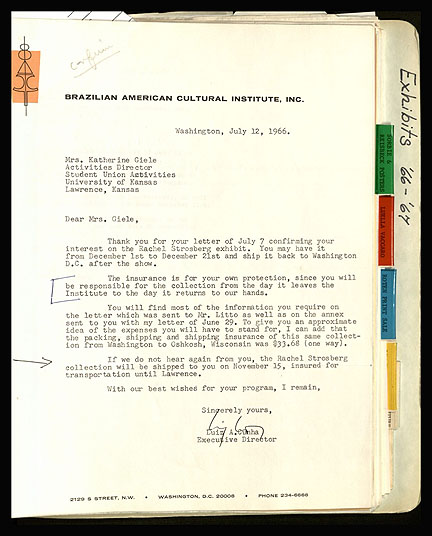 confirm
BRAZILIAN AMERICAN CULTURAL INSTITUTE, INC.
Washington, July 12, 1966.
Mrs. Katherine Giele
Activities Director
Student Union Activities
University of Kansas
Lawrence, Kansas
Dear Mrs. Giele,
Thank you for your letter of July 7 confirming your
interest on the Rachel Strosberg exhibit. You may have it
from December 1st to December 21st and ship it back to Washington
D.C. after the show.
The insurance is for your own protection, since you will
be responsible for the collection from the day it leaves the
Institute to the day it returns to our hands.
You will find most of the information you require on
the letter which was sent to Mr. Litto as well as on the annex
sent to you with my letter of June 29. To give you an approximate
idea of the expenses you will have to stand for, I can add that
the packing, shipping and shipping insurance of this same collect-
ion from Washington to Oshkosh, Wisconsin was $33.68 (one way).
If we do not hear again from you, the Rachel Strosberg
collection will be shipped to you on November 15, insured for
transportation until Lawrence.
With our best wishes for your program, I remain,
Sincerely yours,
Luiz A. Cunha
Executive Director
2129 S STREET, N.W. • WASHINGTON, D.C. 20008 • PHONE 234-6668
Exhibits '66-'67
&
POSTERS
LUELLA VACCARO
PRINT SALE